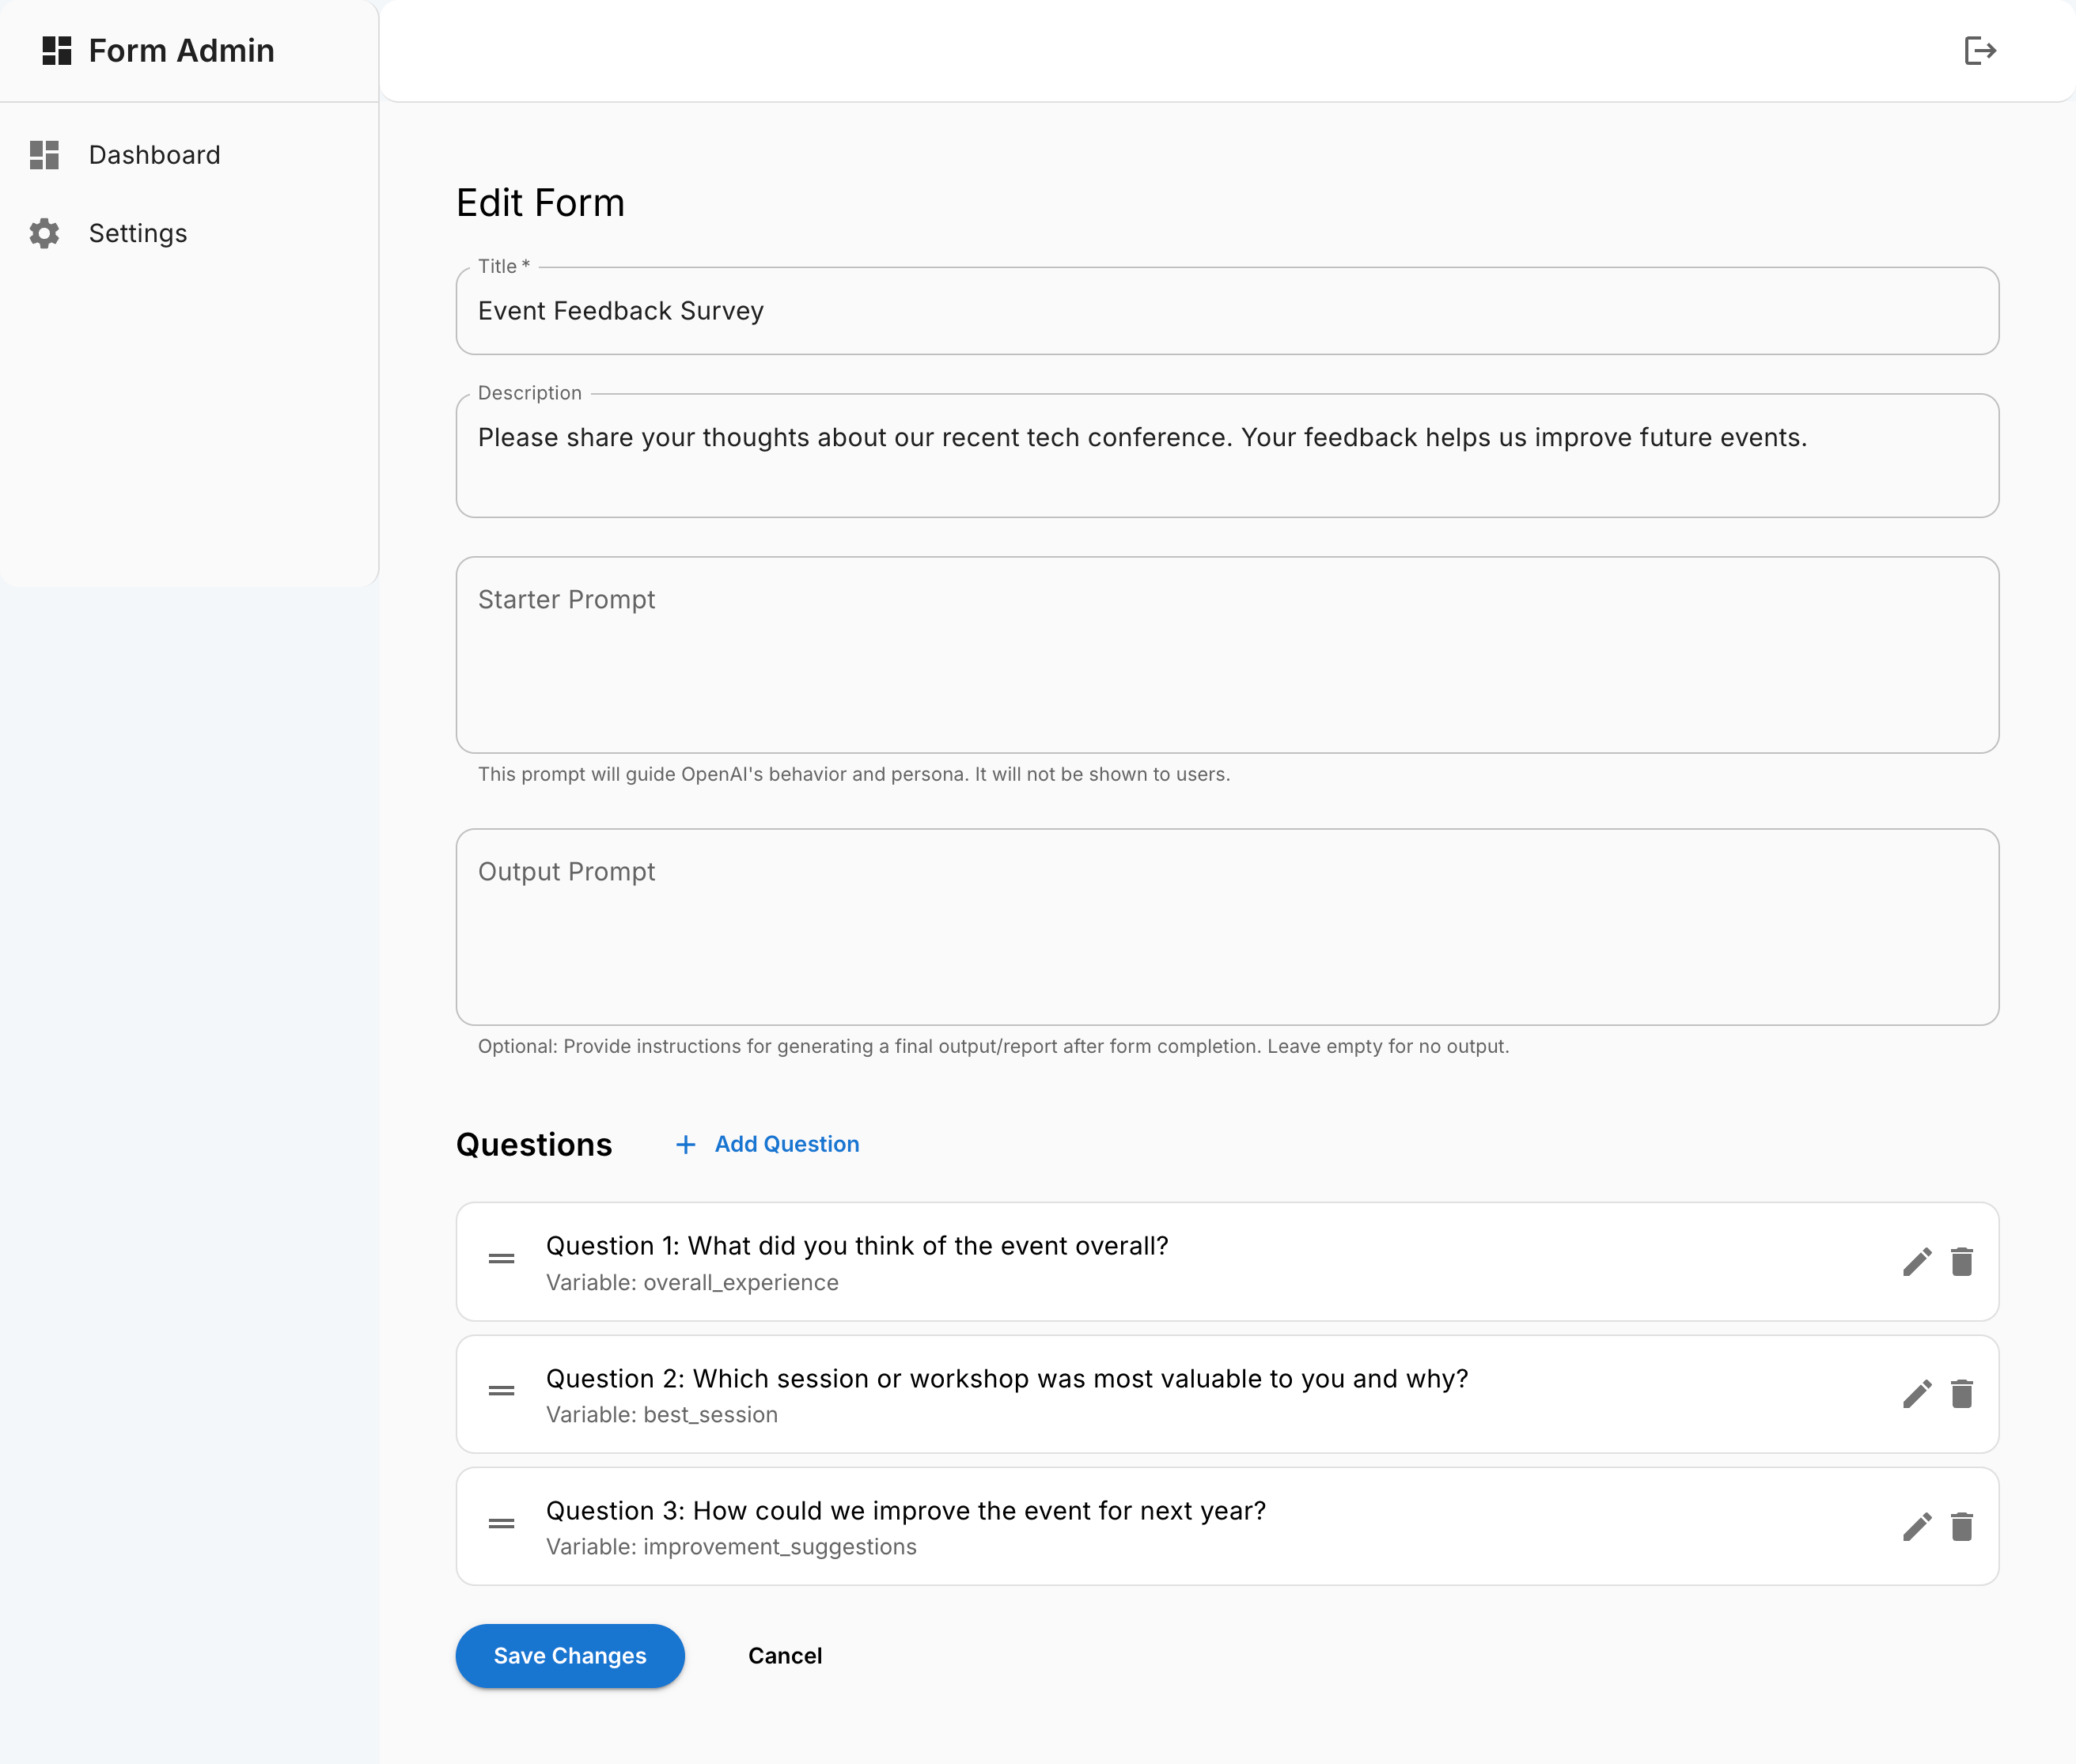 Form Admin
Dashboard
Settings
Edit Form
Title *
Event Feedback Survey
Description
Please share your thoughts about our recent tech conference. Your feedback helps us improve future events.
Starter Prompt
This prompt will guide OpenAI's behavior and persona. It will not be shown to users.
Output Prompt
Optional: Provide instructions for generating a final output/report after form completion. Leave empty for no output.
Questions
Add Question
Question 1: What did you think of the event overall?
Variable: overall_experience
Question 2: Which session or workshop was most valuable to you and why?
Variable: best_session
Question 3: How could we improve the event for next year?
Variable: improvement_suggestions
Save Changes
Cancel